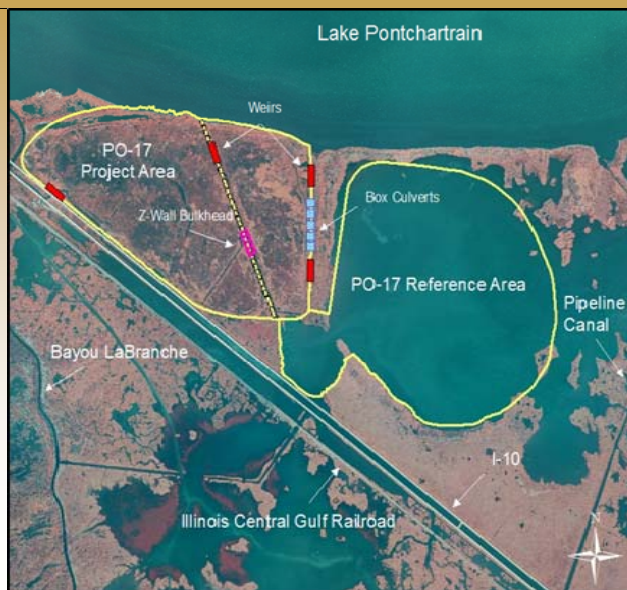 Lake Pontchartrain
Weirs
PO-17
Project Area
Box Culverts
Z-Wall Bulkhead
PO-17 Reference Area
Pipeline
Canal
Bayou LaBranche
I-10
Illinois Central Gulf Railroad
N